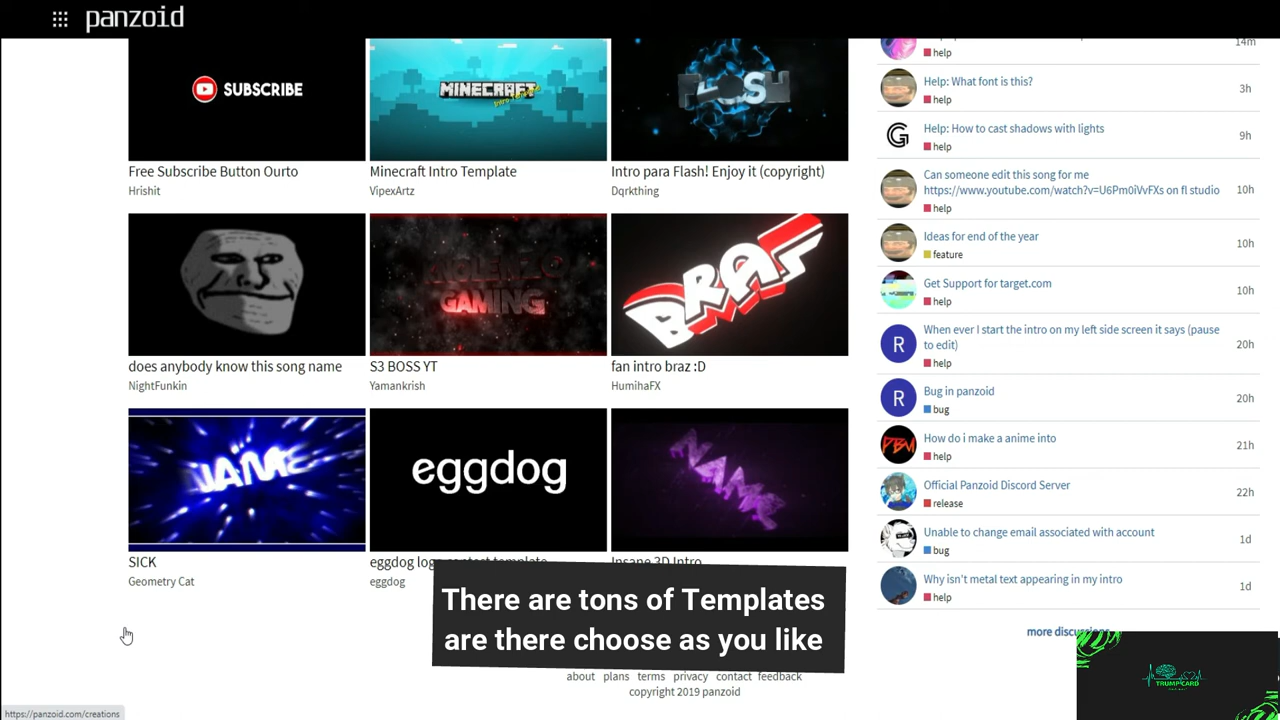 panzoid
SUBSCRIBE
MINECRAFT
Free Subscribe Button Ourto
Hrishit
Minecraft Intro Template
VipexArtz
Intro para Flash! Enjoy it (copyright)
Dqrkthing
GAMING
BRAF
does anybody know this song name
NightFunkin
S3 BOSS YT
Yamankrish
fan intro braz :D
HumihaFX
NAME
eggdog
NAME
SICK
Geometry Cat
eggdog
Insane 3D Intro
There are tons of Templates
are there choose as you like
help
14m
Help: What font is this?
help
3h
G
Help: How to cast shadows with lights
help
9h
Can someone edit this song for me
https://www.youtube.com/watch?v=U6Pm0iVvFXs on fl studio
help
10h
Ideas for end of the year
feature
10h
Get Support for target.com
help
10h
R
When ever I start the intro on my left side screen it says (pause
to edit)
help
20h
R
Bug in panzoid
bug
20h
How do i make a anime into
help
21h
Official Panzoid Discord Server
release
22h
Unable to change email associated with account
bug
1d
Why isn't metal text appearing in my intro
help
1d
more discussions
about plans terms privacy contact feedback
copyright 2019 panzoid
TRUMPCARD
https://panzoid.com/creations